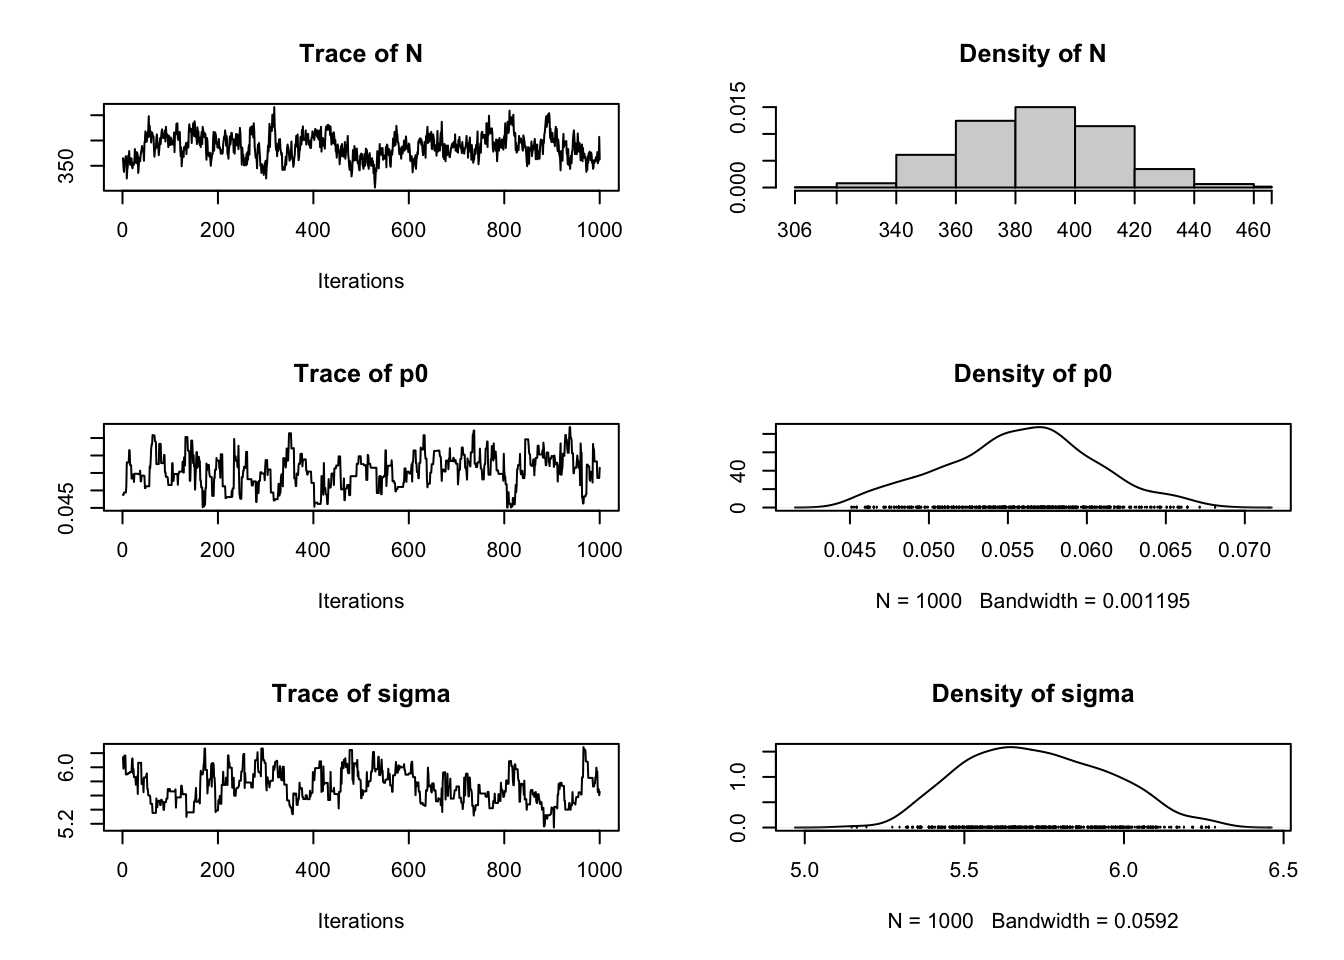 Trace of N
350
0 200 400 600 800 1000
Iterations
Density of N
0.000 0.015
306 340 360 380 400 420 440 460
Trace of p0
0.045
0 200 400 600 800 1000
Iterations
Density of p0
0 40
0.045 0.050 0.055 0.060 0.065 0.070
N = 1000 Bandwidth = 0.001195
Trace of sigma
5.2 6.0
0 200 400 600 800 1000
Iterations
Density of sigma
0.0 1.0
5.0 5.5 6.0 6.5
N = 1000 Bandwidth = 0.0592